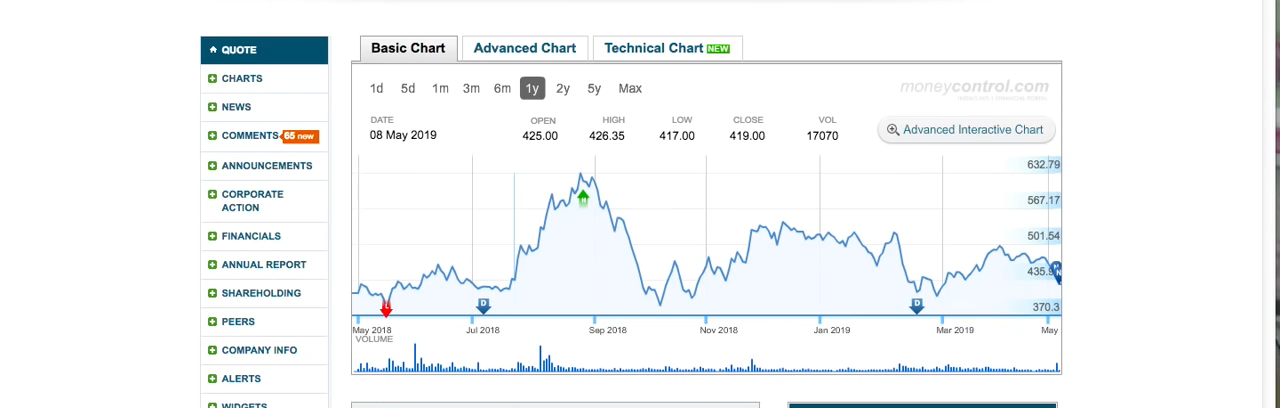 QUOTE
CHARTS
NEWS
COMMENTS 65 new
ANNOUNCEMENTS
CORPORATE
ACTION
FINANCIALS
ANNUAL REPORT
SHAREHOLDING
PEERS
COMPANY INFO
ALERTS
WIDGETS
Basic Chart Advanced Chart Technical Chart NEW
1d 5d 1m 3m 6m 1y 2y 5y Max
moneycontrol.com
DATE OPEN HIGH LOW CLOSE VOL
08 May 2019 425.00 426.35 417.00 419.00 17070
Advanced Interactive Chart
632.79
567.17
501.54
435.9
370.3
D
D
May 2018 Jul 2018 Sep 2018 Nov 2018 Jan 2019 Mar 2019 May
VOLUME